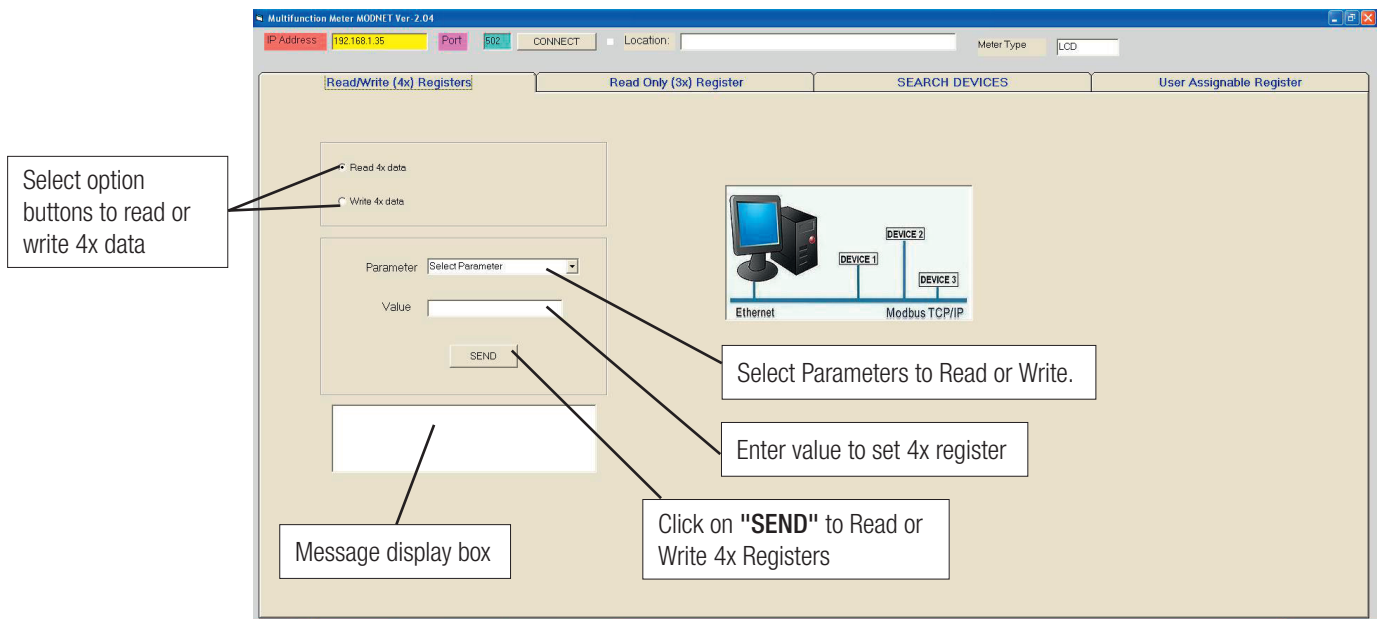 Multifunction Meter MODNET Ver-2.04
IP Address 192.168.1.35 Port 502 CONNECT Location: Meter Type LCD
Read/Write (4x) Registers Read Only (3x) Register SEARCH DEVICES User Assignable Register
Select option
buttons to read or
write 4x data
Read 4x data
Write 4x data
Parameter Select Parameter
Value
SEND
DEVICE 2
DEVICE 1
DEVICE 3
Ethernet Modbus TCP/IP
Select Parameters to Read or Write.
Enter value to set 4x register
Click on "SEND" to Read or
Write 4x Registers
Message display box